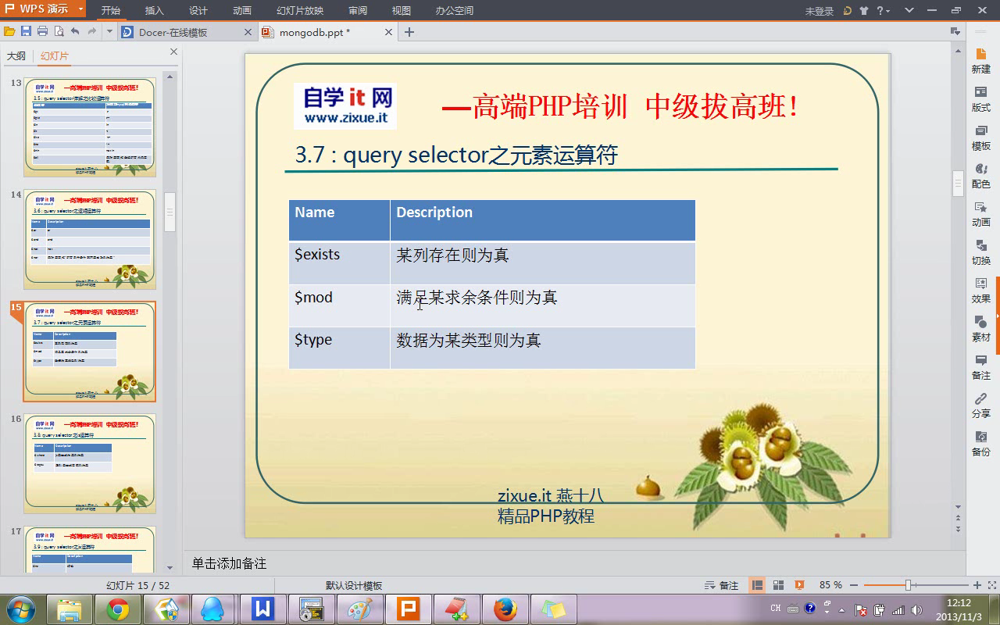 WPS 演示
开始 插入 设计 动画 幻灯片放映 审阅 视图 办公空间 未登录
Docer-在线模板 mongodb.ppt *
大纲 幻灯片
13
14
15
16
17
自学 it 网
www.zixue.it
—高端PHP培训 中级拔高班!
3.7 : query selector之元素运算符
Name Description
$exists 某列存在则为真
$mod 满足某求余条件则为真
$type 数据为某类型则为真
zixue.it 燕十八
精品PHP教程
新建
版式
模板
配色
动画
切换
效果
素材
备注
分享
备份
单击添加备注
幻灯片 15 / 52 默认设计模板 备注 85 %
CH 12:12
2013/11/3